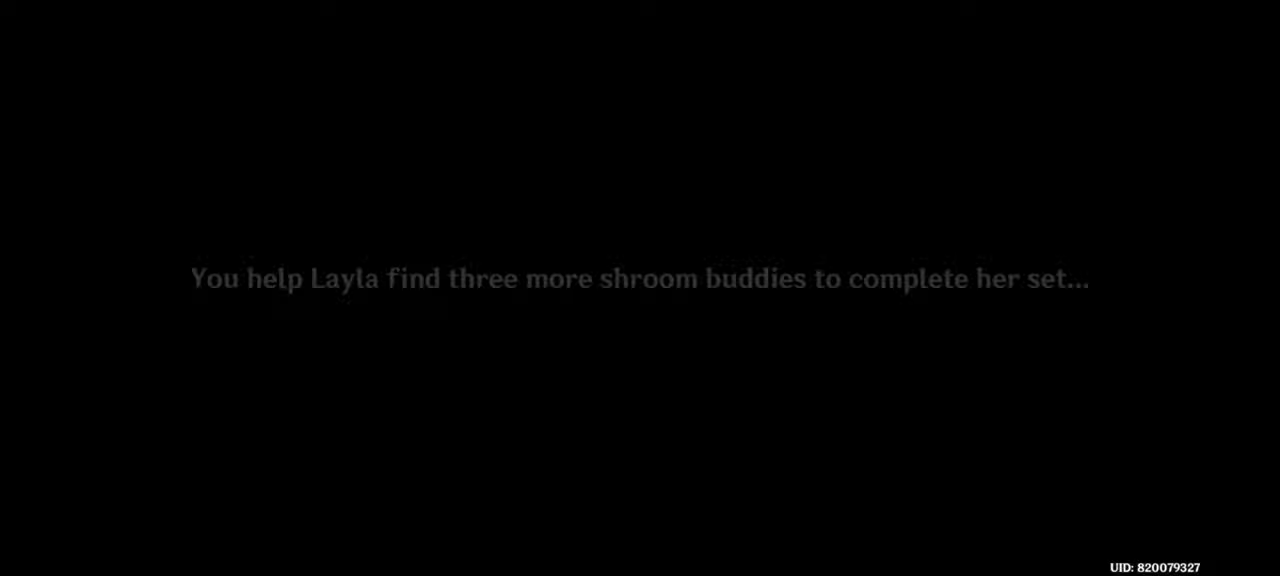 You help Layla find three more shroom buddies to complete her set...
UID: 820079327